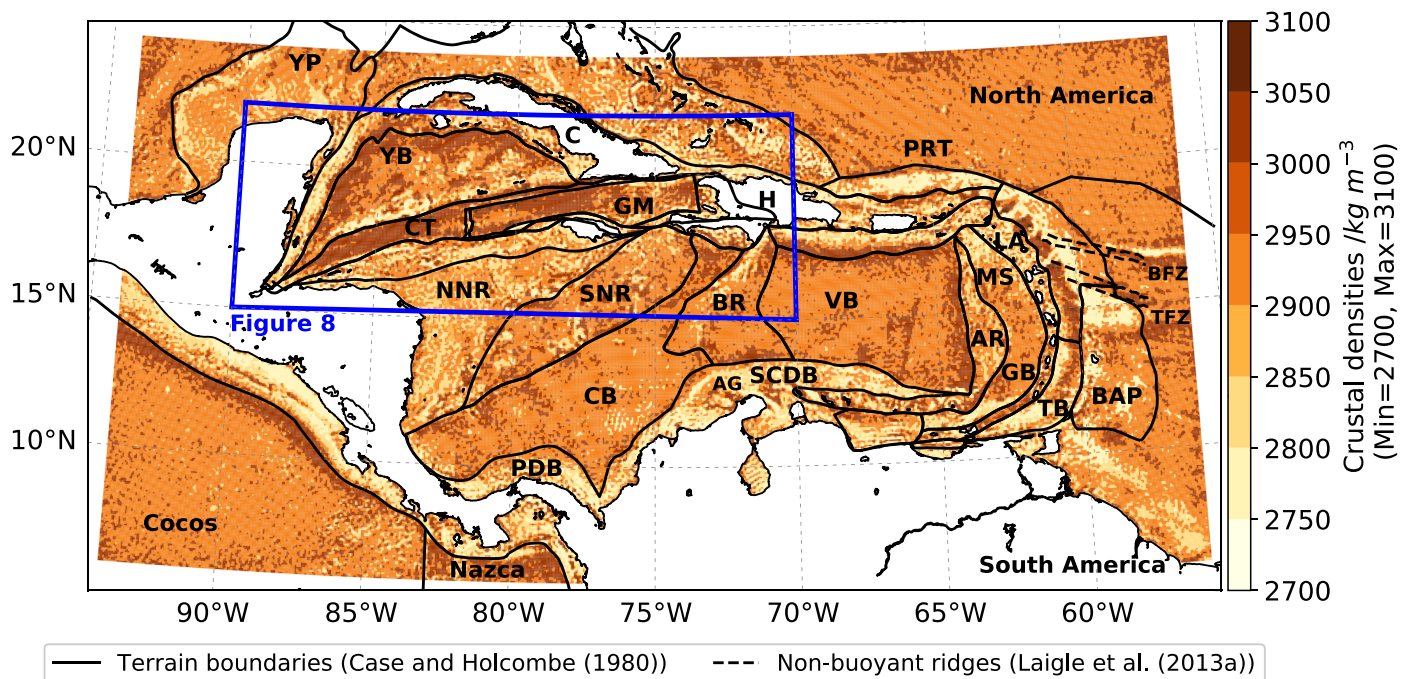 YP
North America
C
YB
PRT
H
GM
CT
LA
BFZ
MS
NNR
SNR
BR
VB
TFZ
Figure 8
AR
GB
AG
SCDB
CB
TB
BAP
PDB
Cocos
Nazca
South America
20°N
15°N
10°N
90°W
85°W
80°W
75°W
70°W
65°W
60°W
3100
3050
3000
2950
2900
2850
2800
2750
2700
Crustal densities /kg m⁻³
(Min=2700, Max=3100)
Terrain boundaries (Case and Holcombe (1980))
Non-buoyant ridges (Laigle et al. (2013a))